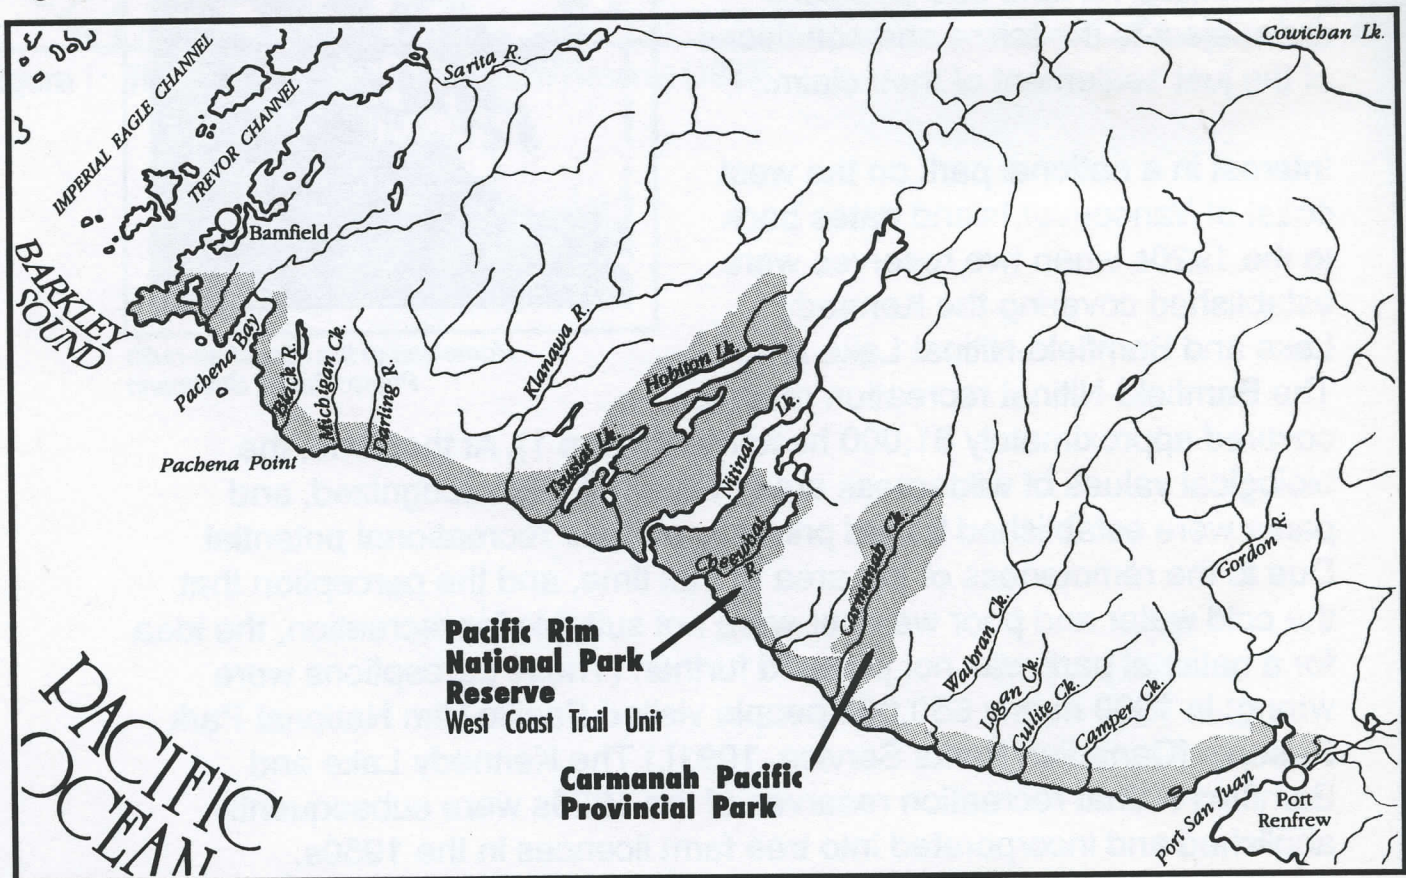 Cowichan Lk.
Sarita R.
IMPERIAL EAGLE CHANNEL
TREVOR CHANNEL
Bamfield
BARKLEY
SOUND
Pachena Bay
Black R.
Michigan Ck.
Darling R.
Klanawa R.
Hobiton Lk.
Tsusiat Lk.
Nitinat Lk.
Pachena Point
Cheewhat
R.
Carmanah Ck.
Gordon R.
Walbran Ck.
Logan Ck.
Cullite Ck.
Camper Ck.
Pacific Rim
National Park
Reserve
West Coast Trail Unit
Carmanah Pacific
Provincial Park
PACIFIC
OCEAN
Port San Juan
Port
Renfrew